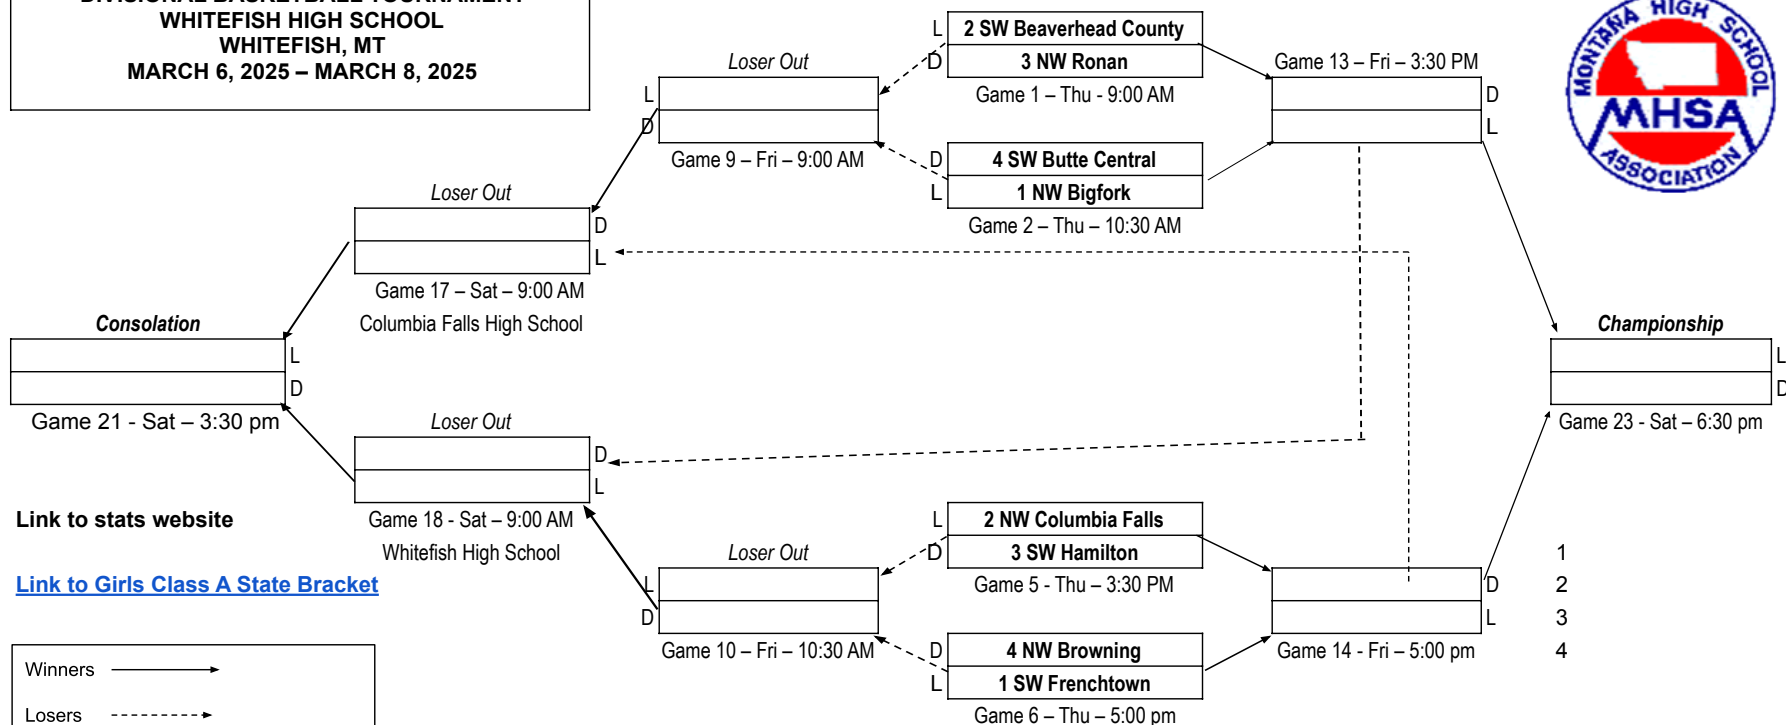 DIVISIONAL BASKETBALL TOURNAMENT
WHITEFISH HIGH SCHOOL
WHITEFISH, MT
MARCH 6, 2025 – MARCH 8, 2025
L
2 SW Beaverhead County
D
3 NW Ronan
Game 1 – Thu - 9:00 AM
Loser Out
L
D
Game 9 – Fri – 9:00 AM
D
4 SW Butte Central
L
1 NW Bigfork
Game 2 – Thu – 10:30 AM
Game 13 – Fri – 3:30 PM
D
L
MONTANA HIGH SCHOOL
MHSA
ASSOCIATION
Loser Out
D
L
Game 17 – Sat – 9:00 AM
Columbia Falls High School
Consolation
L
D
Game 21 - Sat – 3:30 pm
Championship
L
D
Game 23 - Sat – 6:30 pm
Loser Out
D
L
Game 18 - Sat – 9:00 AM
Whitefish High School
Link to stats website
Link to Girls Class A State Bracket
Loser Out
L
D
Game 10 – Fri – 10:30 AM
L
2 NW Columbia Falls
D
3 SW Hamilton
Game 5 - Thu – 3:30 PM
D
4 NW Browning
L
1 SW Frenchtown
Game 6 – Thu – 5:00 pm
D
L
Game 14 - Fri – 5:00 pm
1
2
3
4
Winners
Losers